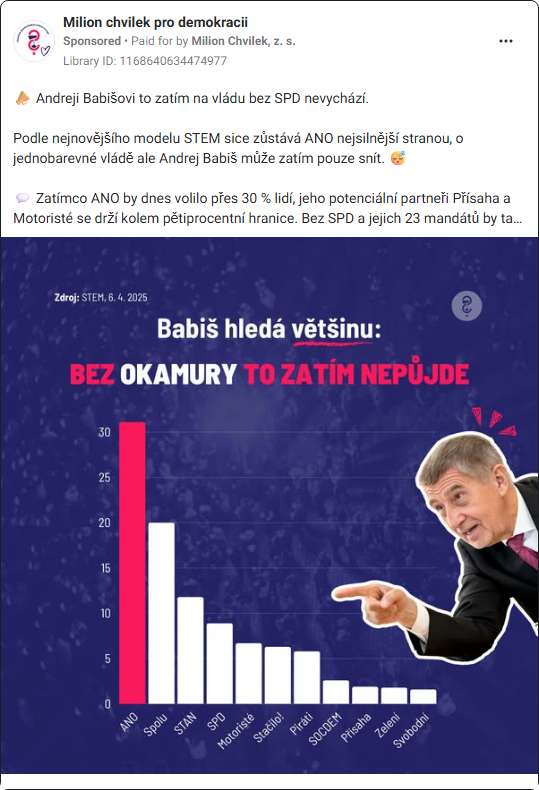 Milion chvilek pro demokracii
Sponsored • Paid for by Milion Chvilek, z. s.
Library ID: 1168640634474977
📣 Andreji Babišovi to zatím na vládu bez SPD nevychází.
Podle nejnovějšího modelu STEM sice zůstává ANO nejsilnější stranou, o
jednobarevné vládě ale Andrej Babiš může zatím pouze snít. 😴
💬 Zatímco ANO by dnes volilo přes 30 % lidí, jeho potenciální partneři Přísaha a
Motoristé se drží kolem pětiprocentní hranice. Bez SPD a jejich 23 mandátů by ta…
Zdroj: STEM, 6. 4. 2025
Babiš hledá většinu:
BEZ OKAMURY TO ZATÍM NEPŮJDE
30
25
20
15
10
5
0
ANO
Spolu
STAN
SPD
Motoristé
Stačilo!
Piráti
SOCDEM
Přísaha
Zelení
Svobodní